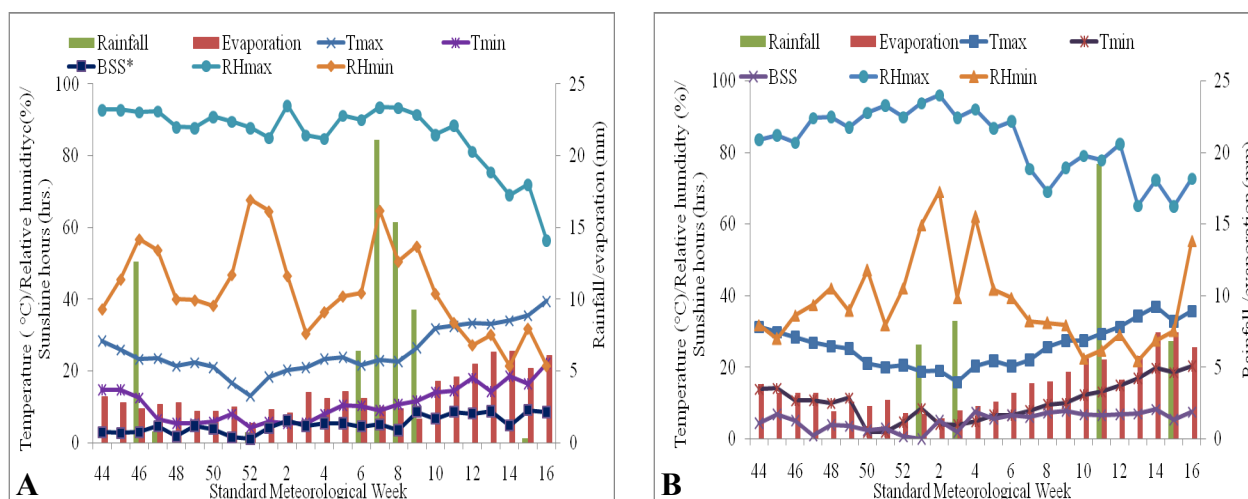 Rainfall Evaporation Tmax Tmin
BSS* RHmax RHmin
Temperature ( °C)/Relative humidityc(%)/
Sunshine hours (hrs.)
100
80
60
40
20
0
25
20
15
10
5
0
Rainfall/evaporation (mm)
44 46 48 50 52 2 4 6 8 10 12 14 16
Standard Meteorological Week
A
Rainfall Evaporation Tmax Tmin
BSS RHmax RHmin
Temperature (°C)/Relative humdidty (%)/
Sunshine hours (hrs.)
100
80
60
40
20
0
25
20
15
10
5
0
Rainfall/evaporation (mm)
44 46 48 50 52 2 4 6 8 10 12 14 16
Standard Meteorological Week
B